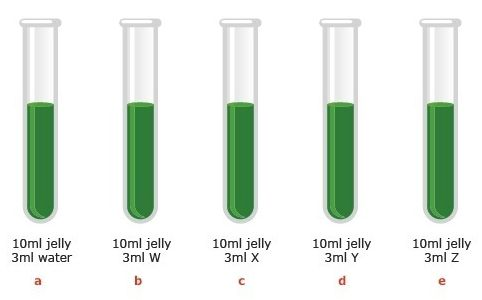 10ml jelly
3ml water
a
10ml jelly
3ml W
b
10ml jelly
3ml X
c
10ml jelly
3ml Y
d
10ml jelly
3ml Z
e